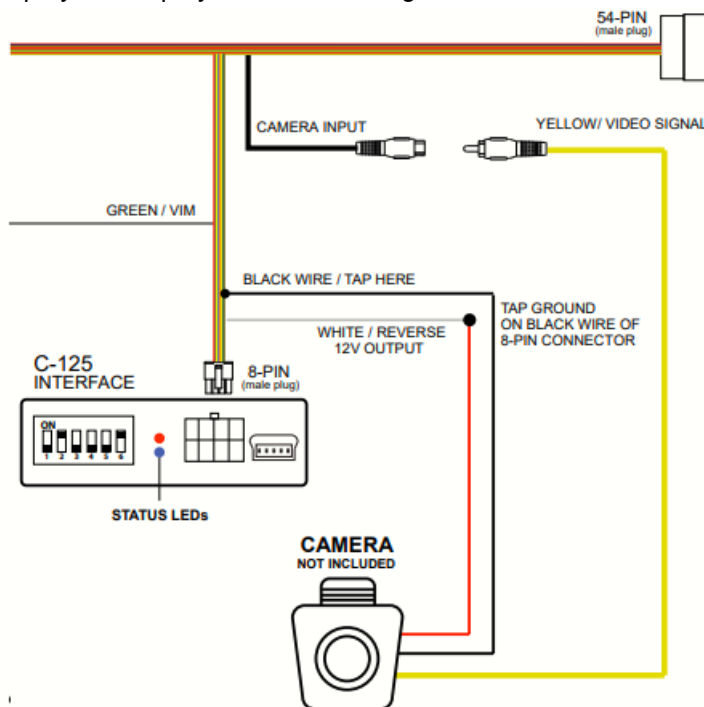 54-PIN
(male plug)
CAMERA INPUT
YELLOW/ VIDEO SIGNAL
GREEN / VIM
BLACK WIRE / TAP HERE
WHITE / REVERSE
12V OUTPUT
TAP GROUND
ON BLACK WIRE OF
8-PIN CONNECTOR
C-125
INTERFACE
8-PIN
(male plug)
ON
1 2 3 4 5 6
STATUS LEDs
CAMERA
NOT INCLUDED